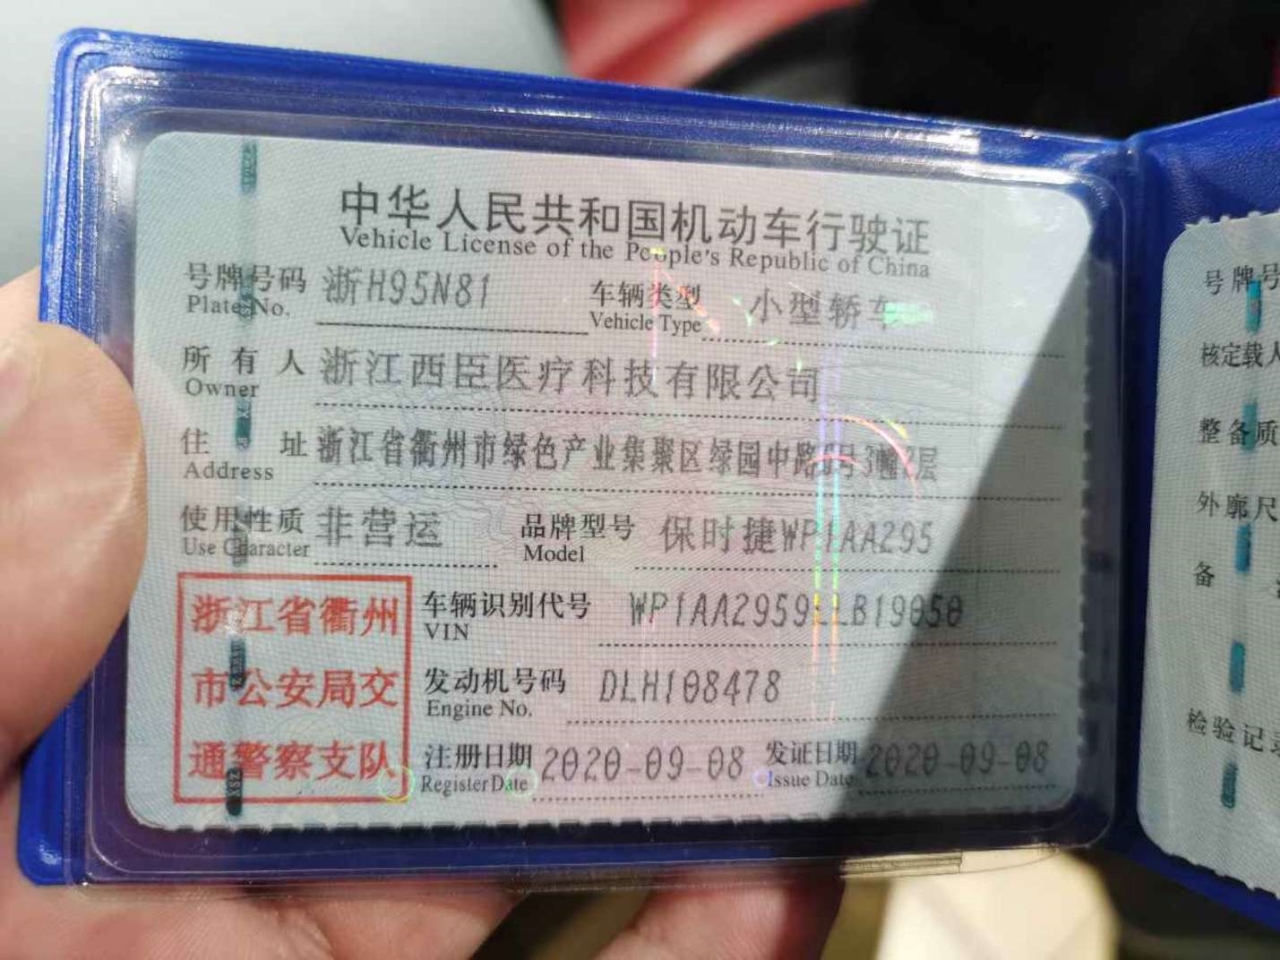 中华人民共和国机动车行驶证
Vehicle License of the People's Republic of China
号牌号码 浙H95N81 车辆类型 小型轿车
Plate No. Vehicle Type
所有人 浙江西臣医疗科技有限公司
Owner
住址 浙江省衢州市绿色产业集聚区绿园中路 号3幢 层
Address
使用性质 非营运 品牌型号 保时捷WP1AA295
Use Character Model
浙江省衢州
市公安局交
通警察支队
车辆识别代号 WP1AA2959LLB19050
VIN
发动机号码 DLH108478
Engine No.
注册日期 2020-09-08 发证日期 2020-09-08
Register Date Issue Date
号牌号
核定载人
整备质
外廓尺
备
检验记录